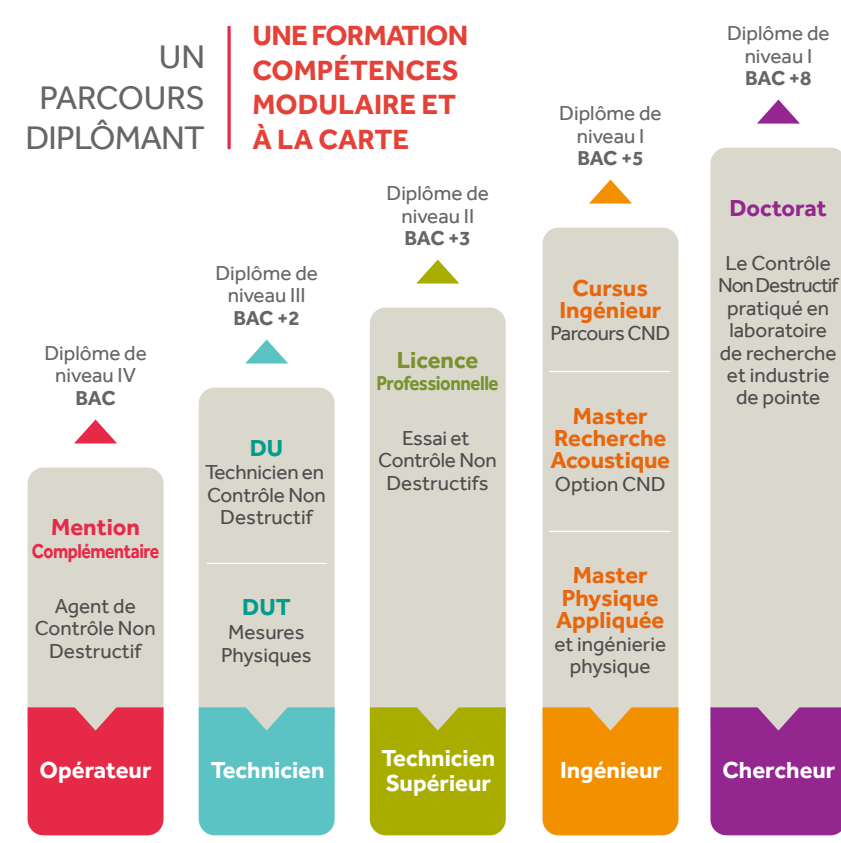 UN
PARCOURS
DIPLÔMANT
UNE FORMATION
COMPÉTENCES
MODULAIRE ET
À LA CARTE
Diplôme de
niveau IV
BAC
Mention
Complémentaire
Agent de
Contrôle Non
Destructif
Opérateur
Diplôme de
niveau III
BAC +2
DU
Technicien en
Contrôle Non
Destructif
DUT
Mesures
Physiques
Technicien
Diplôme de
niveau II
BAC +3
Licence
Professionnelle
Essai et
Contrôle Non
Destructifs
Technicien
Supérieur
Diplôme de
niveau I
BAC +5
Cursus
Ingénieur
Parcours CND
Master
Recherche
Acoustique
Option CND
Master
Physique
Appliquée
et ingénierie
physique
Ingénieur
Diplôme de
niveau I
BAC +8
Doctorat
Le Contrôle
Non Destructif
pratiqué en
laboratoire
de recherche
et industrie
de pointe
Chercheur